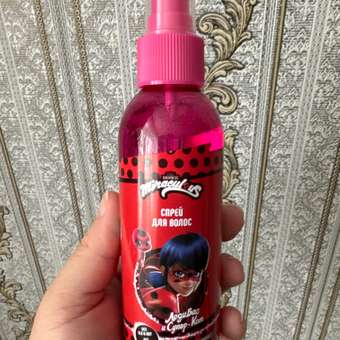 Miraculous
СПРЕЙ
ДЛЯ ВОЛОС
Леди Баг
и Супер-Кот